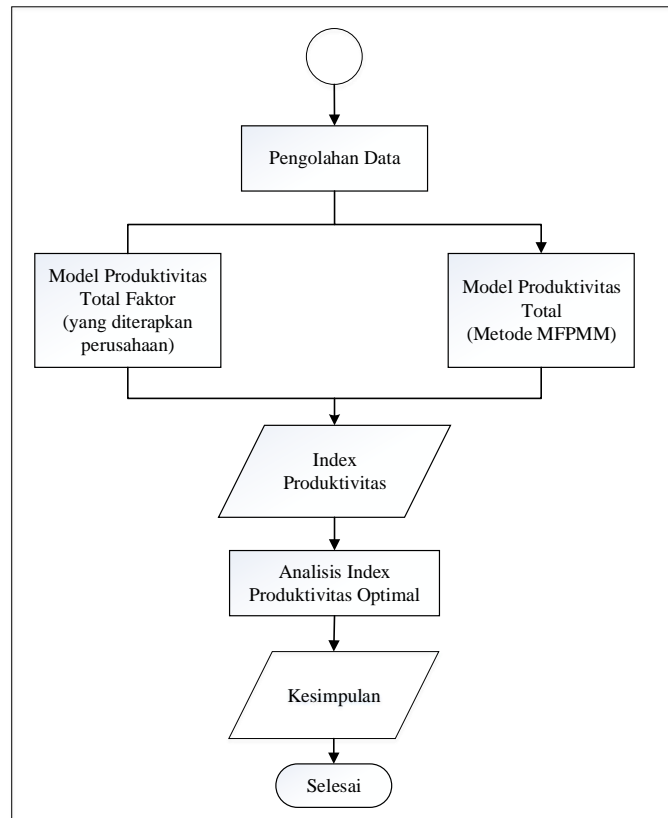 Pengolahan Data
Model Produktivitas
Total Faktor
(yang diterapkan
perusahaan)
Model Produktivitas
Total
(Metode MFPMM)
Index
Produktivitas
Analisis Index
Produktivitas Optimal
Kesimpulan
Selesai